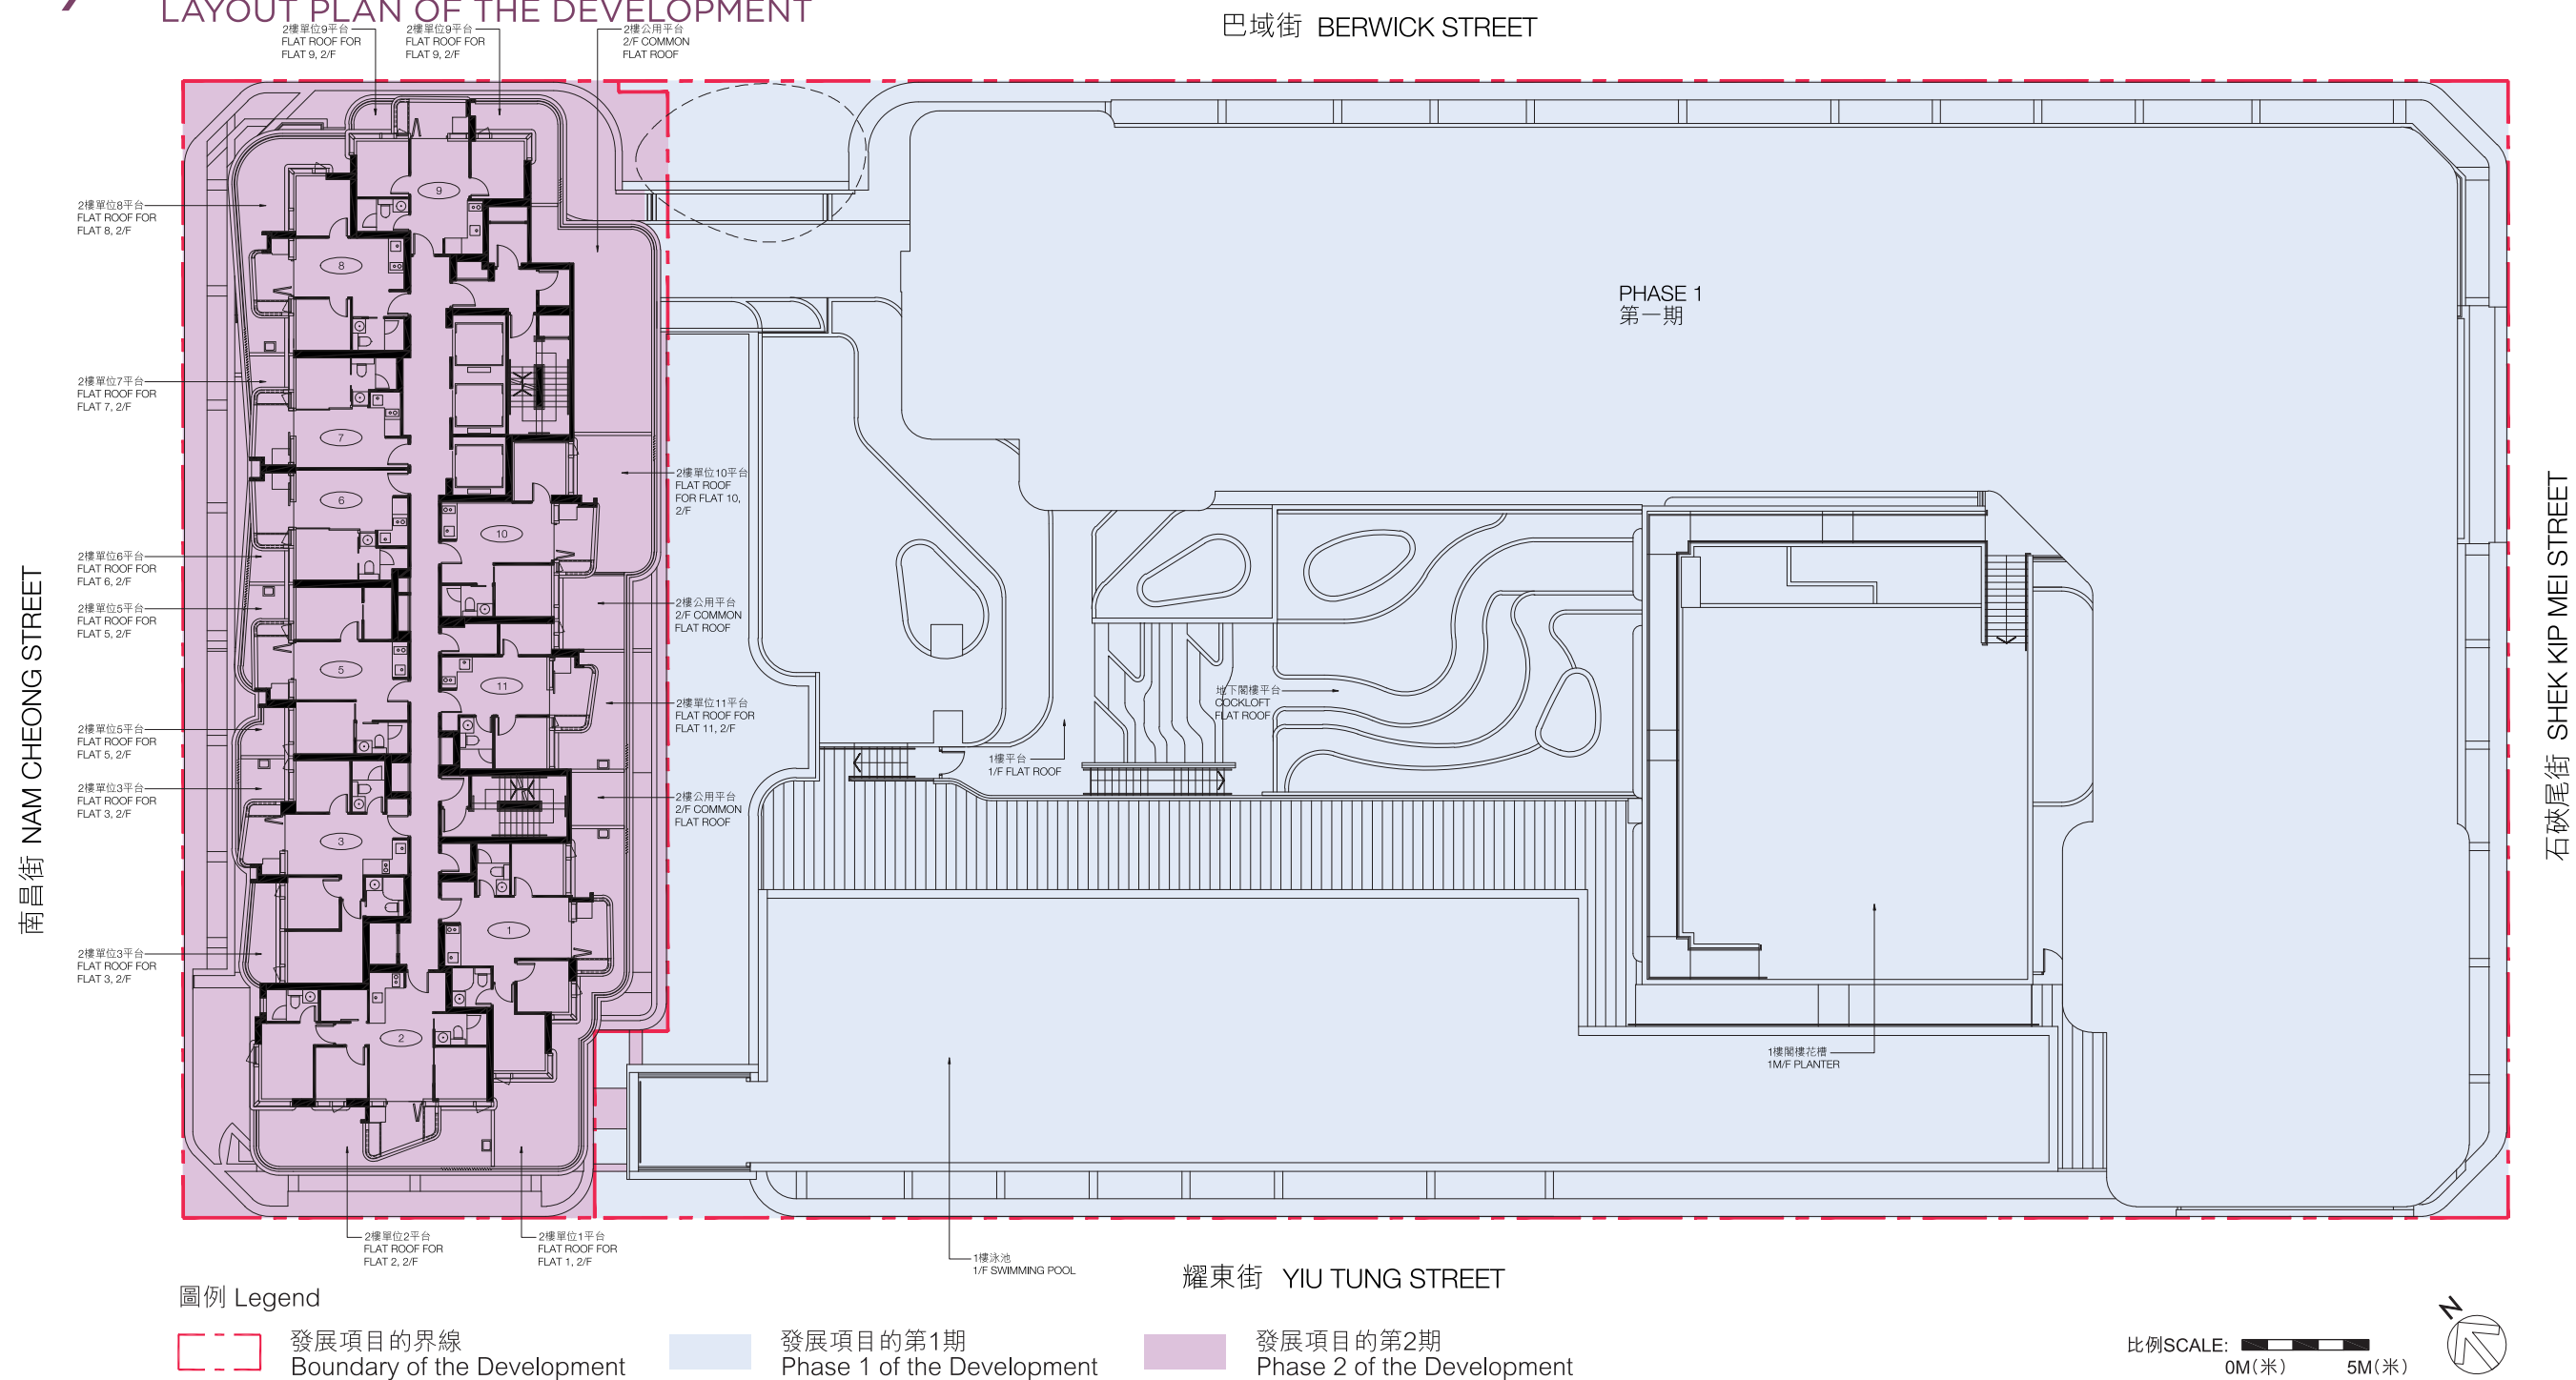 LAYOUT PLAN OF THE DEVELOPMENT
巴域街 BERWICK STREET
2樓單位9平台
FLAT ROOF FOR
FLAT 9, 2/F
2樓單位9平台
FLAT ROOF FOR
FLAT 9, 2/F
2樓公用平台
2/F COMMON
FLAT ROOF
2樓單位8平台
FLAT ROOF FOR
FLAT 8, 2/F
9
8
PHASE 1
第一期
2樓單位7平台
FLAT ROOF FOR
FLAT 7, 2/F
7
2樓單位10平台
FLAT ROOF
FOR FLAT 10,
2/F
6
10
2樓單位6平台
FLAT ROOF FOR
FLAT 6, 2/F
2樓單位5平台
FLAT ROOF FOR
FLAT 5, 2/F
2樓公用平台
2/F COMMON
FLAT ROOF
5
11
2樓單位11平台
FLAT ROOF FOR
FLAT 11, 2/F
地下閣樓平台
COCKLOFT
FLAT ROOF
2樓單位5平台
FLAT ROOF FOR
FLAT 5, 2/F
1樓平台
1/F FLAT ROOF
2樓單位3平台
FLAT ROOF FOR
FLAT 3, 2/F
2樓公用平台
2/F COMMON
FLAT ROOF
3
1
2樓單位3平台
FLAT ROOF FOR
FLAT 3, 2/F
2
1樓閣樓花槽
1M/F PLANTER
南昌街 NAM CHEONG STREET
石硤尾街 SHEK KIP MEI STREET
2樓單位2平台
FLAT ROOF FOR
FLAT 2, 2/F
2樓單位1平台
FLAT ROOF FOR
FLAT 1, 2/F
1樓泳池
1/F SWIMMING POOL
耀東街 YIU TUNG STREET
圖例 Legend
發展項目的界線
Boundary of the Development
發展項目的第1期
Phase 1 of the Development
發展項目的第2期
Phase 2 of the Development
比例SCALE:
0M(米) 5M(米)
N